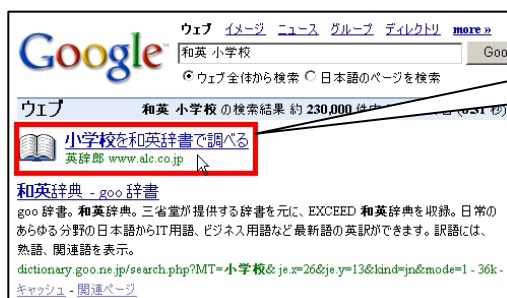 Google
ウェブ イメージ ニュース グループ ディレクトリ more »
和英 小学校
Goo
ウェブ全体から検索 日本語のページを検索
ウェブ 和英 小学校 の検索結果 約 230,000 件 秒)
小学校を和英辞書で調べる
英辞郎 www.alc.co.jp
和英辞典 - goo 辞書
goo 辞書。和英辞典。三省堂が提供する辞書を元に、EXCEED 和英辞典を収録。日常の
あらゆる分野の日本語からIT用語、ビジネス用語など最新語の英訳ができます。訳語には、
熟語、関連語を表示。
dictionary.goo.ne.jp/search.php?MT=小学校&je.x=26&je.y=13&kind=jn&mode=1 - 36k -
キャッシュ - 関連ページ